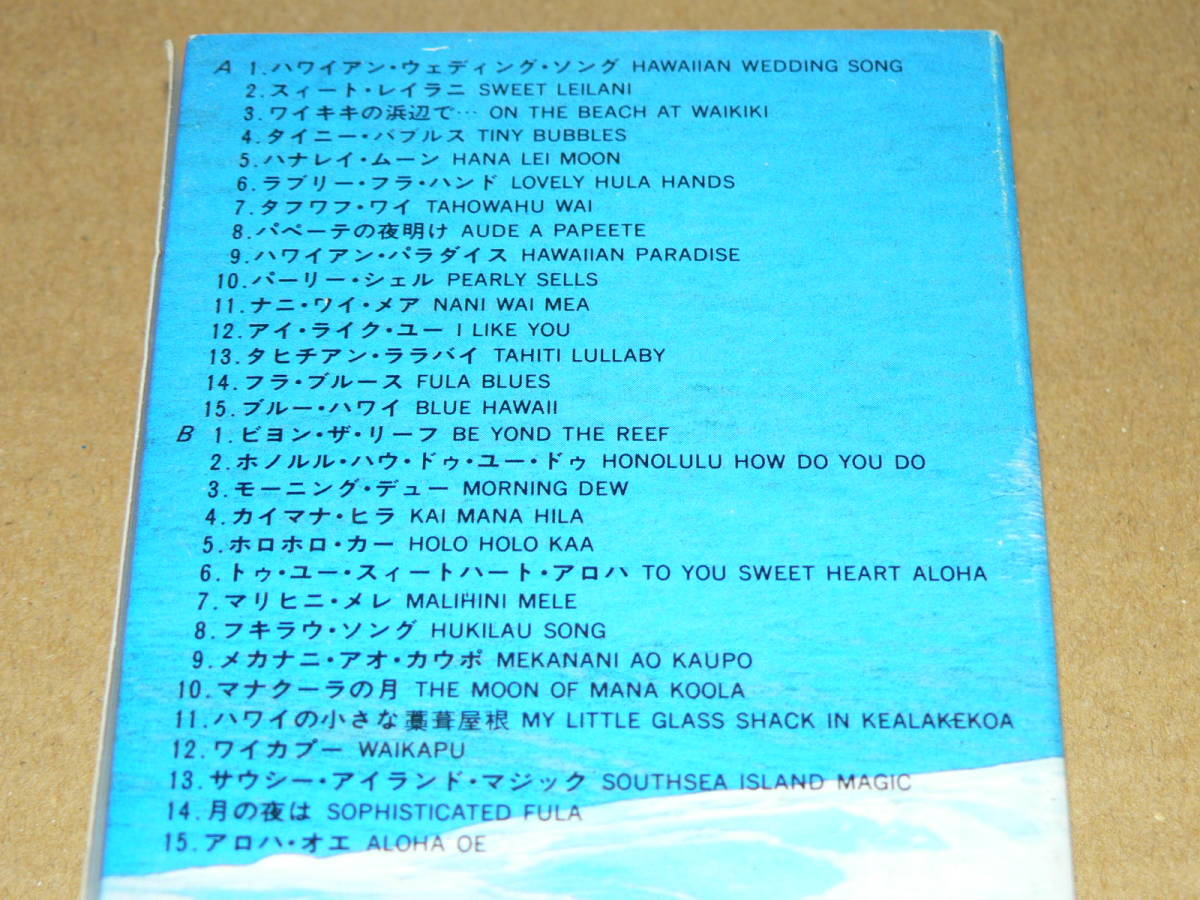 A 1.ハワイアン・ウェディング・ソング HAWAIIAN WEDDING SONG
2.スィート・レイラニ SWEET LEILANI
3.ワイキキの浜辺で… ON THE BEACH AT WAIKIKI
4.タイニー・バブルス TINY BUBBLES
5.ハナレイ・ムーン HANA LEI MOON
6.ラブリー・フラ・ハンド LOVELY HULA HANDS
7.タフワフ・ワイ TAHOWAHU WAI
8.パペーテの夜明け AUDE A PAPEETE
9.ハワイアン・パラダイス HAWAIIAN PARADISE
10.パーリー・シェル PEARLY SELLS
11.ナニ・ワイ・メア NANI WAI MEA
12.アイ・ライク・ユー I LIKE YOU
13.タヒチアン・ララバイ TAHITI LULLABY
14.フラ・ブルース FULA BLUES
15.ブルー・ハワイ BLUE HAWAII
B 1.ビヨン・ザ・リーフ BE YOND THE REEF
2.ホノルル・ハウ・ドゥ・ユー・ドゥ HONOLULU HOW DO YOU DO
3.モーニング・デュー MORNING DEW
4.カイマナ・ヒラ KAI MANA HILA
5.ホロホロ・カー HOLO HOLO KAA
6.トゥ・ユー・スィートハート・アロハ TO YOU SWEET HEART ALOHA
7.マリヒニ・メレ MALIHINI MELE
8.フキラウ・ソング HUKILAU SONG
9.メカナニ・アオ・カウポ MEKANANI AO KAUPO
10.マナクーラの月 THE MOON OF MANA KOOLA
11.ハワイの小さな藁葺屋根 MY LITTLE GLASS SHACK IN KEALAKEKOA
12.ワイカプー WAIKAPU
13.サウシー・アイランド・マジック SOUTHSEA ISLAND MAGIC
14.月の夜は SOPHISTICATED FULA
15.アロハ・オエ ALOHA OE